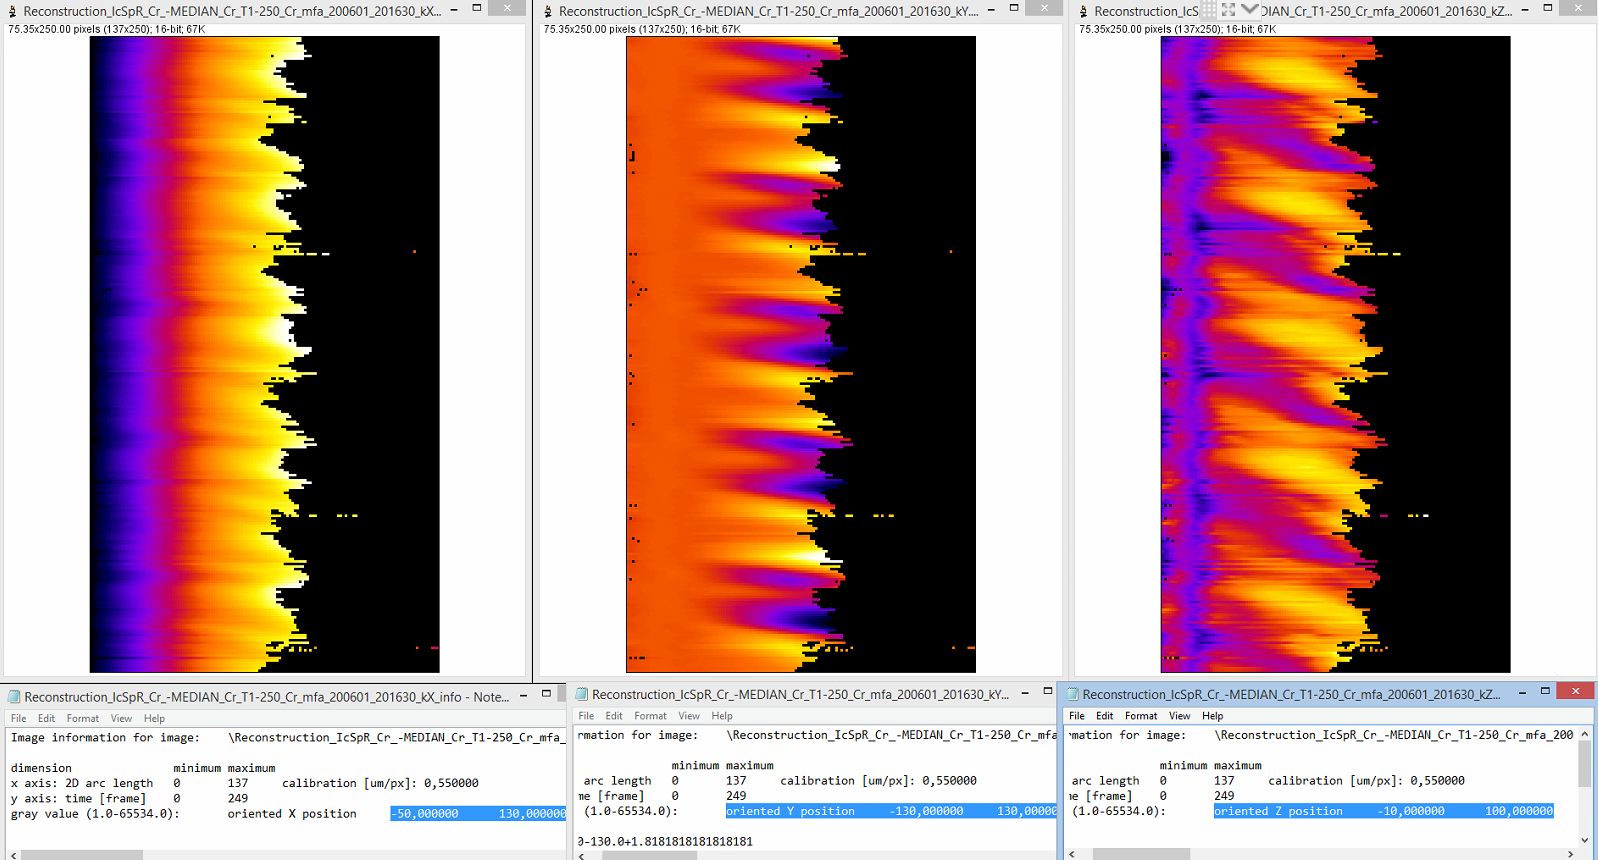 Reconstruction_IcSpR_Cr_-MEDIAN_Cr_T1-250_Cr_mfa_200601_201630_kX...
75.35x250.00 pixels (137x250); 16-bit; 67K
Reconstruction_IcSpR_Cr_-MEDIAN_Cr_T1-250_Cr_mfa_200601_201630_kY....
75.35x250.00 pixels (137x250); 16-bit; 67K
Reconstruction_IcS DIAN_Cr_T1-250_Cr_mfa_200601_201630_kZ...
75.35x250.00 pixels (137x250); 16-bit; 67K
Reconstruction_IcSpR_Cr_-MEDIAN_Cr_T1-250_Cr_mfa_200601_201630_kX_info - Note...
File Edit Format View Help
Image information for image: \Reconstruction_IcSpR_Cr_-MEDIAN_Cr_T1-250_Cr_mfa_
dimension minimum maximum
x axis: 2D arc length 0 137 calibration [um/px]: 0,550000
y axis: time [frame] 0 249
gray value (1.0-65534.0): oriented X position -50,000000 130,000000
Reconstruction_IcSpR_Cr_-MEDIAN_Cr_T1-250_Cr_mfa_200601_201630_kY...
File Edit Format View Help
rmation for image: \Reconstruction_IcSpR_Cr_-MEDIAN_Cr_T1-250_Cr_mfa
minimum maximum
arc length 0 137 calibration [um/px]: 0,550000
me [frame] 0 249
(1.0-65534.0): oriented Y position -130,000000 130,000000
0-130.0+1.8181818181818181
Reconstruction_IcSpR_Cr_-MEDIAN_Cr_T1-250_Cr_mfa_200601_201630_kZ...
File Edit Format View Help
mation for image: \Reconstruction_IcSpR_Cr_-MEDIAN_Cr_T1-250_Cr_mfa_200
minimum maximum
arc length 0 137 calibration [um/px]: 0,550000
e [frame] 0 249
(1.0-65534.0): oriented Z position -10,000000 100,000000